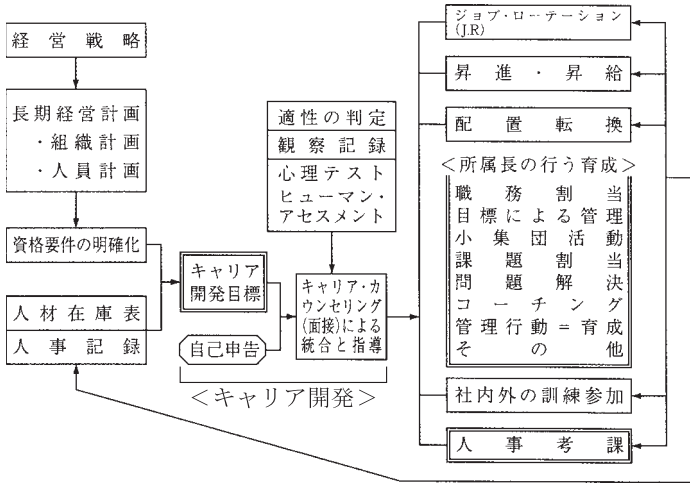 経営戦略
長期経営計画
・組織計画
・人員計画
資格要件の明確化
人材在庫表
人事記録
キャリア
開発目標
自己申告
<キャリア開発>
適性の判定
観察記録
心理テスト
ヒューマン・
アセスメント
キャリア・カ
ウンセリング
(面接)による
統合と指導
ジョブ・ローテーション
(J.R)
昇進・昇給
配置転換
<所属長の行う育成>
職務割当
目標による管理
小集団活動
課題割当
問題解決
コーチング
管理行動=育成
その他
社内外の訓練参加
人事考課